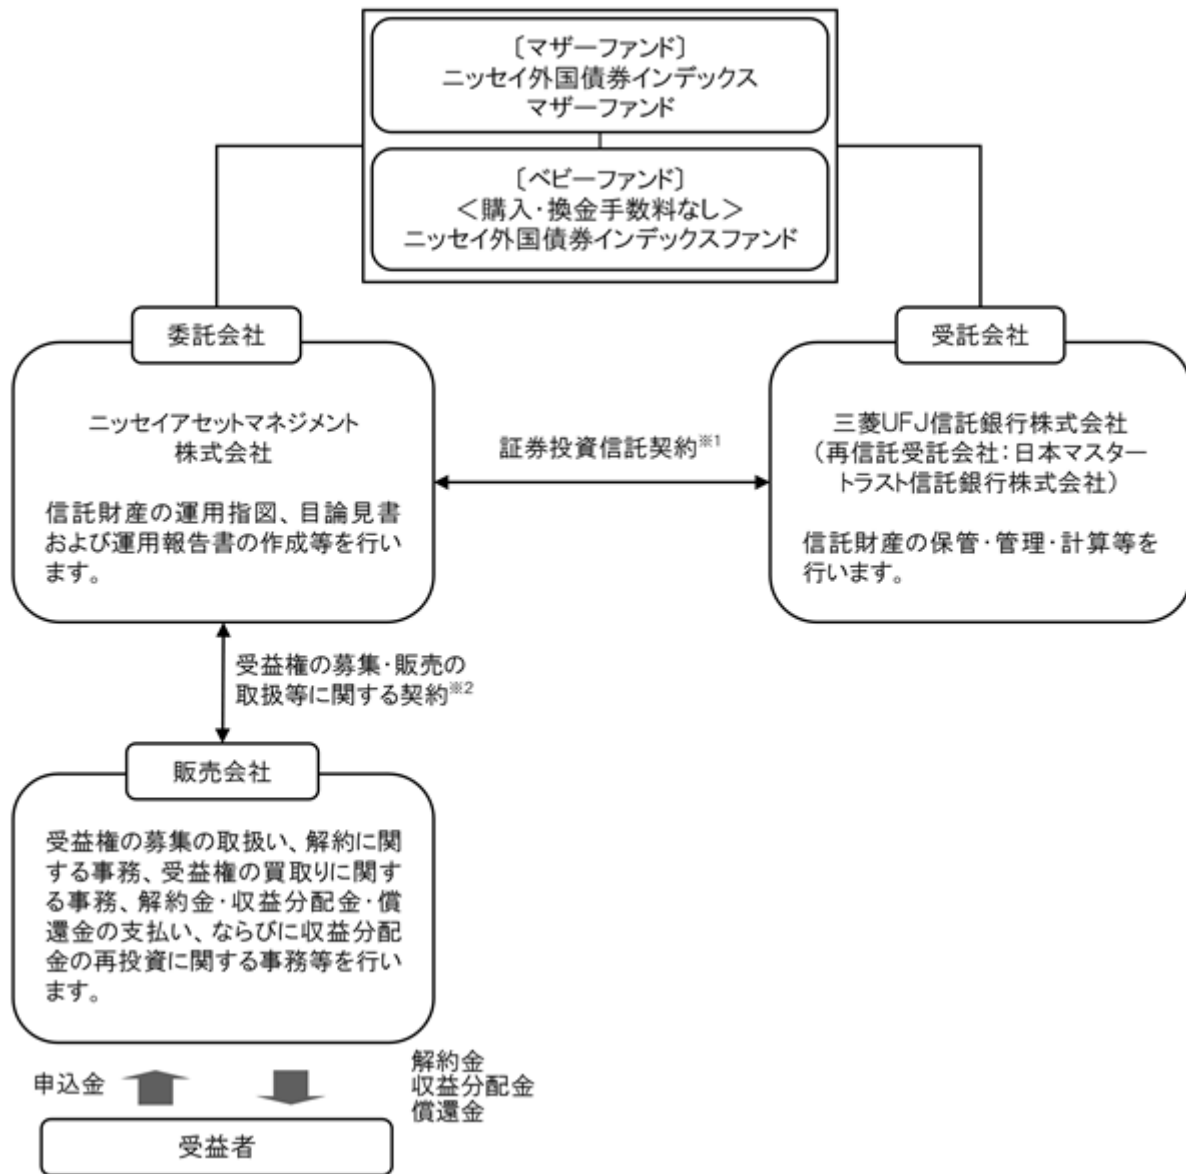 〔マザーファンド〕
ニッセイ外国債券インデックス
マザーファンド
〔ベビーファンド〕
＜購入・換金手数料なし＞
ニッセイ外国債券インデックスファンド
委託会社
ニッセイアセットマネジメント
株式会社
信託財産の運用指図、目論見書
および運用報告書の作成等を行い
ます。
証券投資信託契約※1
受託会社
三菱UFJ信託銀行株式会社
（再信託受託会社：日本マスター
トラスト信託銀行株式会社）
信託財産の保管・管理・計算等を
行います。
受益権の募集・販売の
取扱等に関する契約※2
販売会社
受益権の募集の取扱い、解約に関
する事務、受益権の買取りに関す
る事務、解約金・収益分配金・償
還金の支払い、ならびに収益分配
金の再投資に関する事務等を行い
ます。
申込金
解約金
収益分配金
償還金
受益者